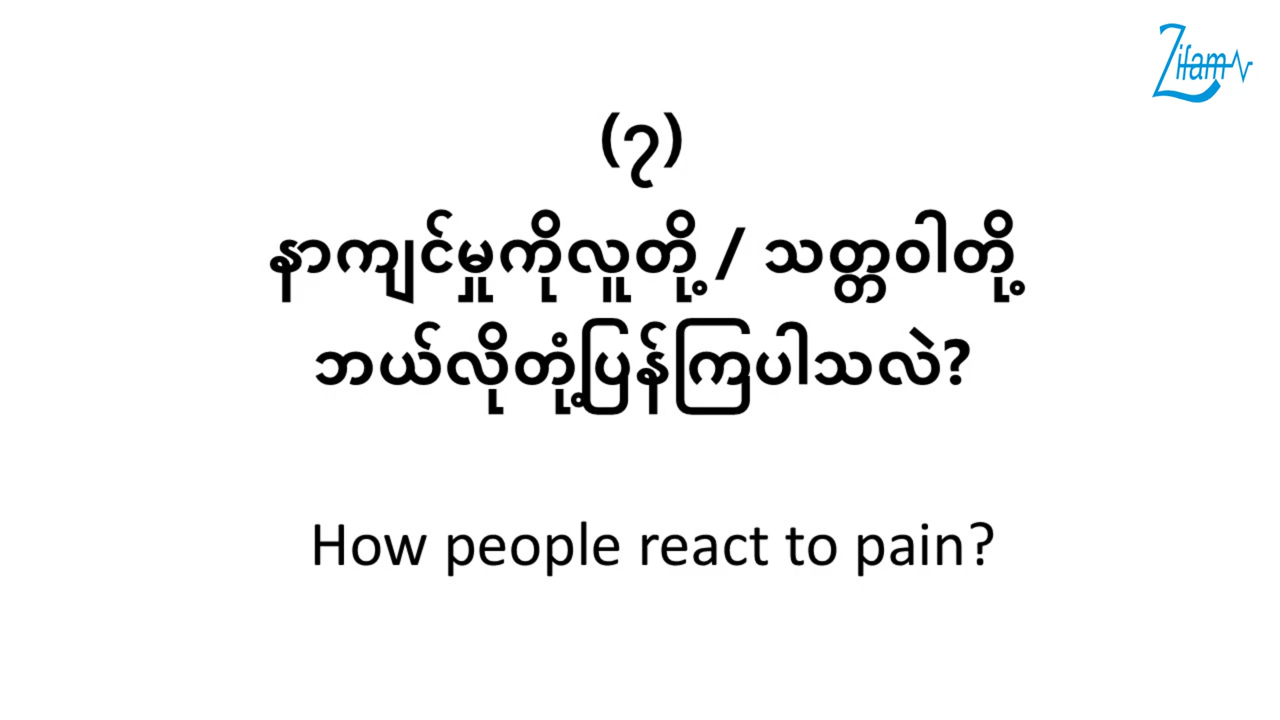 Zifam
(၇)
နာကျင်မှုကိုလူတို့ / သတ္တဝါတို့
ဘယ်လိုတုံ့ပြန်ကြပါသလဲ?
How people react to pain?